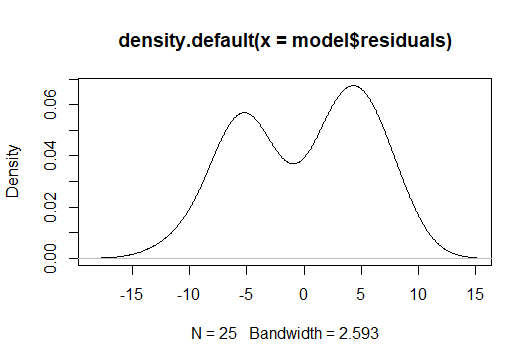 density.default(x = model$residuals)
Density
0.06
0.04
0.02
0.00
-15 -10 -5 0 5 10 15
N = 25 Bandwidth = 2.593